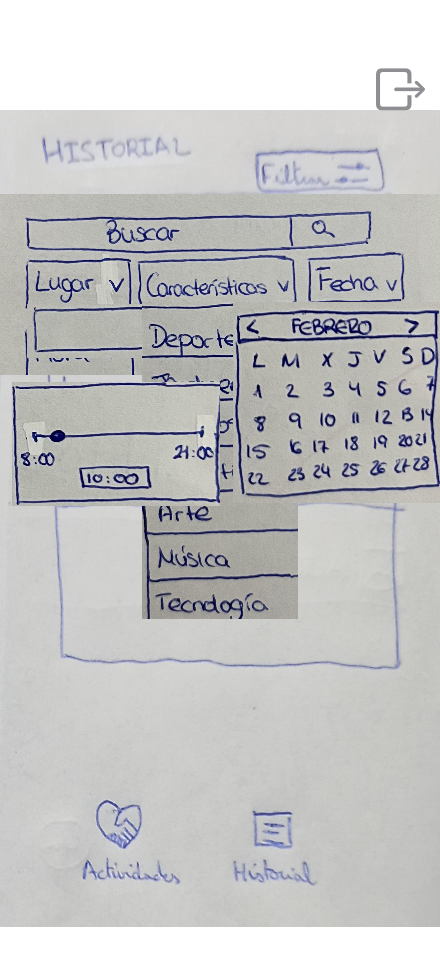 HISTORIAL
Filtrar
Buscar
Lugar Características Fecha
Deporte
< FEBRERO >
L M X J V S D
1 2 3 4 5 6 7
8 9 10 11 12 13 14
15 16 17 18 19 20 21
22 23 24 25 26 27 28
8:00 21:00
10:00
Arte
Música
Tecnología
Actividades Historial